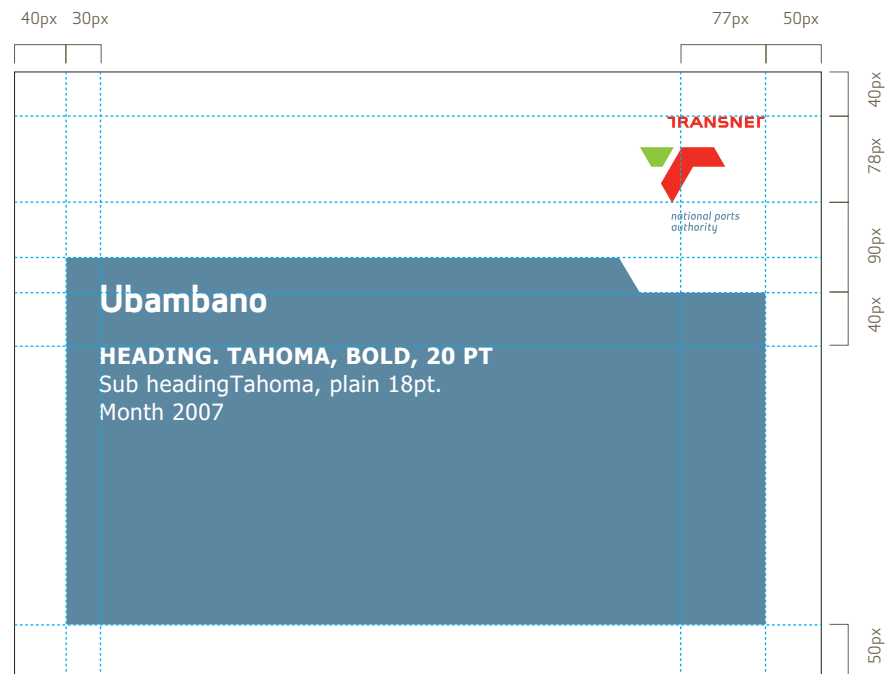 40px 30px 77px 50px
40px
TRANSNET
78px
national ports
authority
90px
Ubambano
40px
HEADING. TAHOMA, BOLD, 20 PT
Sub headingTahoma, plain 18pt.
Month 2007
50px